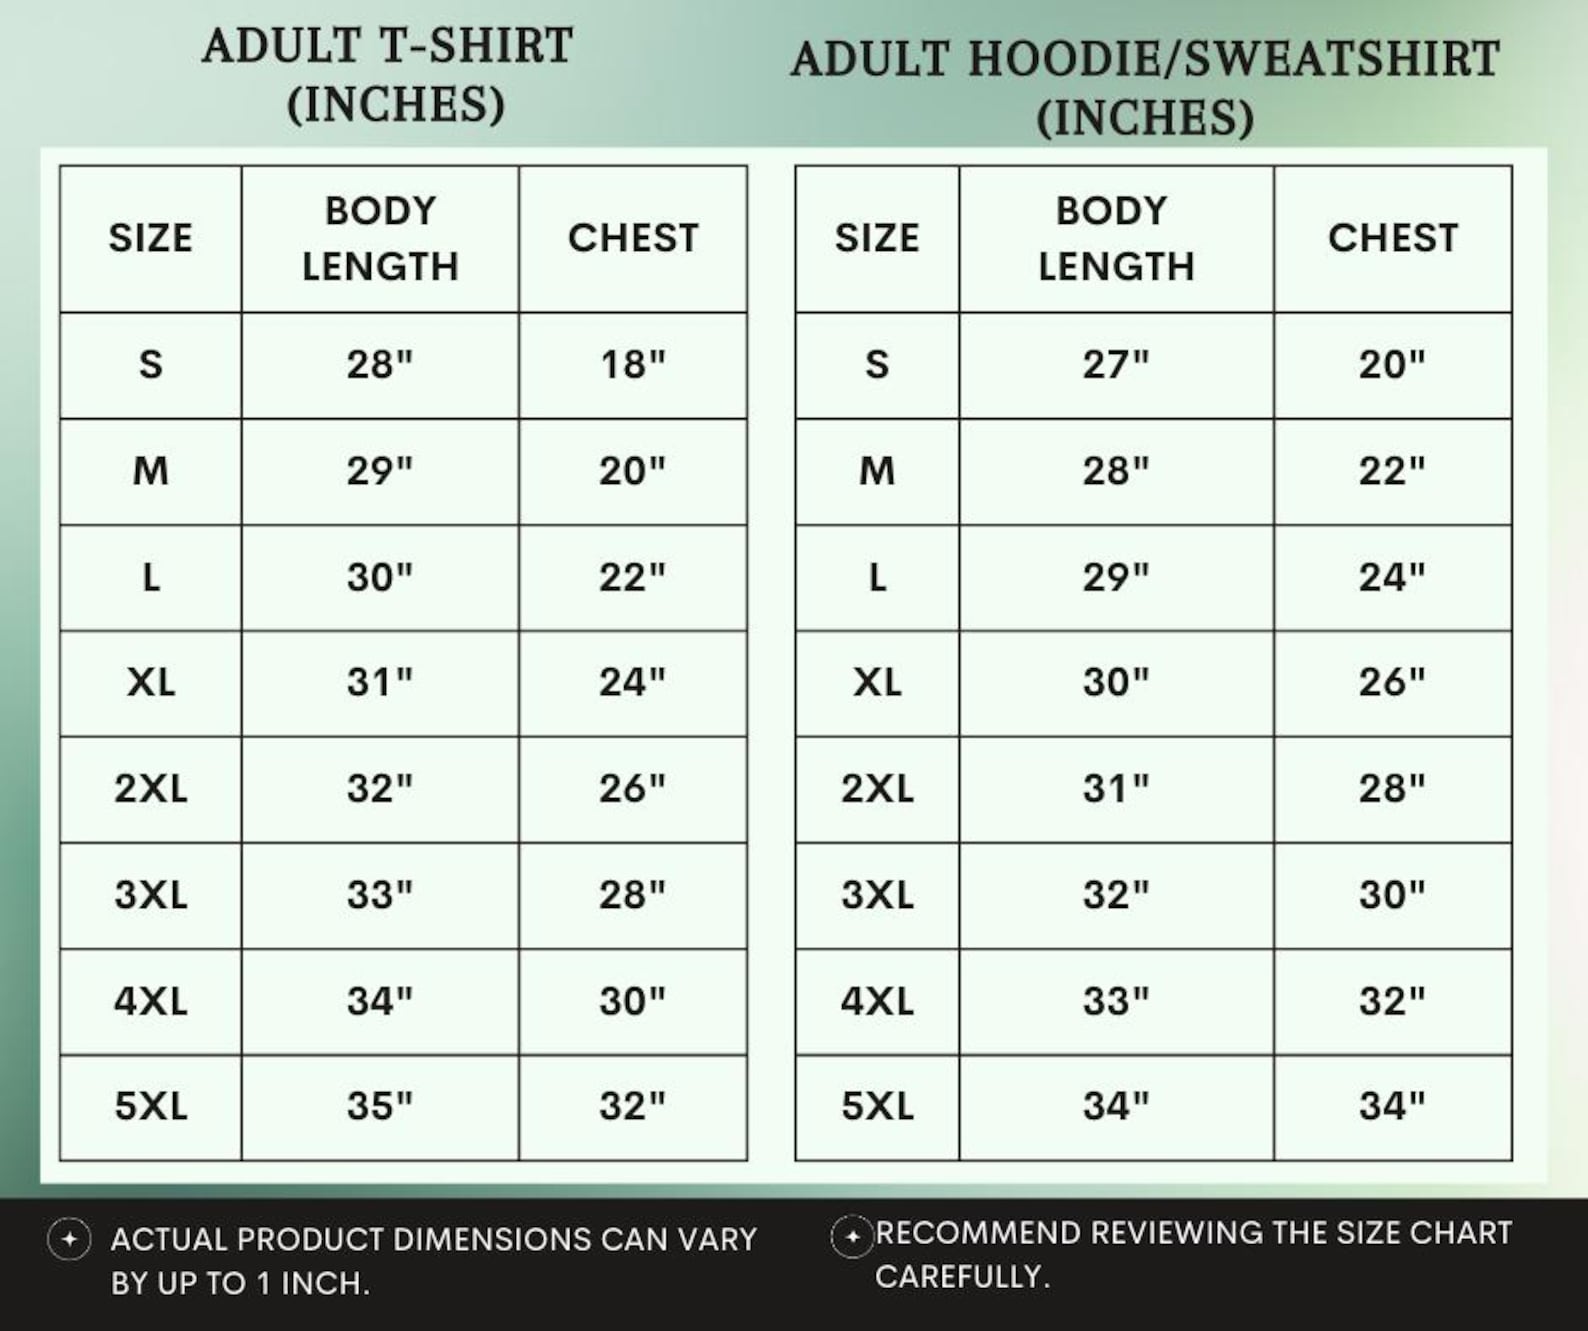 ADULT T-SHIRT
(INCHES)
SIZE BODY LENGTH CHEST
S 28" 18"
M 29" 20"
L 30" 22"
XL 31" 24"
2XL 32" 26"
3XL 33" 28"
4XL 34" 30"
5XL 35" 32"
ADULT HOODIE/SWEATSHIRT
(INCHES)
SIZE BODY LENGTH CHEST
S 27" 20"
M 28" 22"
L 29" 24"
XL 30" 26"
2XL 31" 28"
3XL 32" 30"
4XL 33" 32"
5XL 34" 34"
ACTUAL PRODUCT DIMENSIONS CAN VARY
BY UP TO 1 INCH.
RECOMMEND REVIEWING THE SIZE CHART
CAREFULLY.